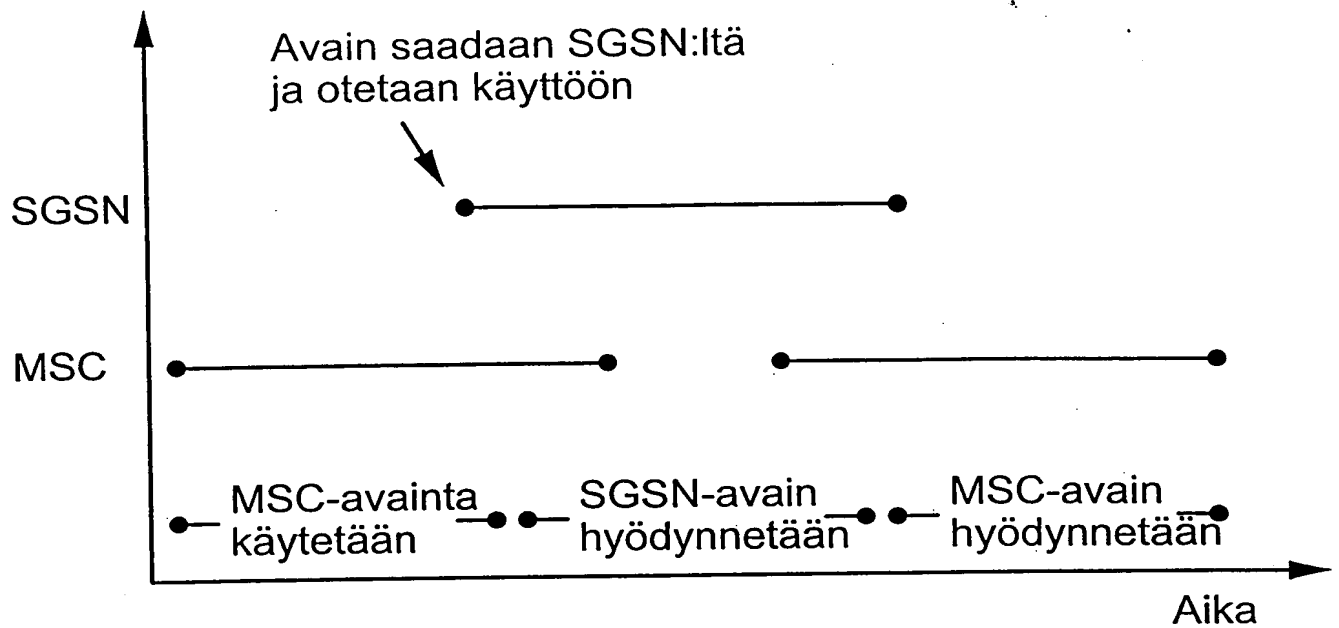 Avain saadaan SGSN:ltä
ja otetaan käyttöön
SGSN
MSC
MSC-avainta
käytetään
SGSN-avain
hyödynnetään
MSC-avain
hyödynnetään
Aika